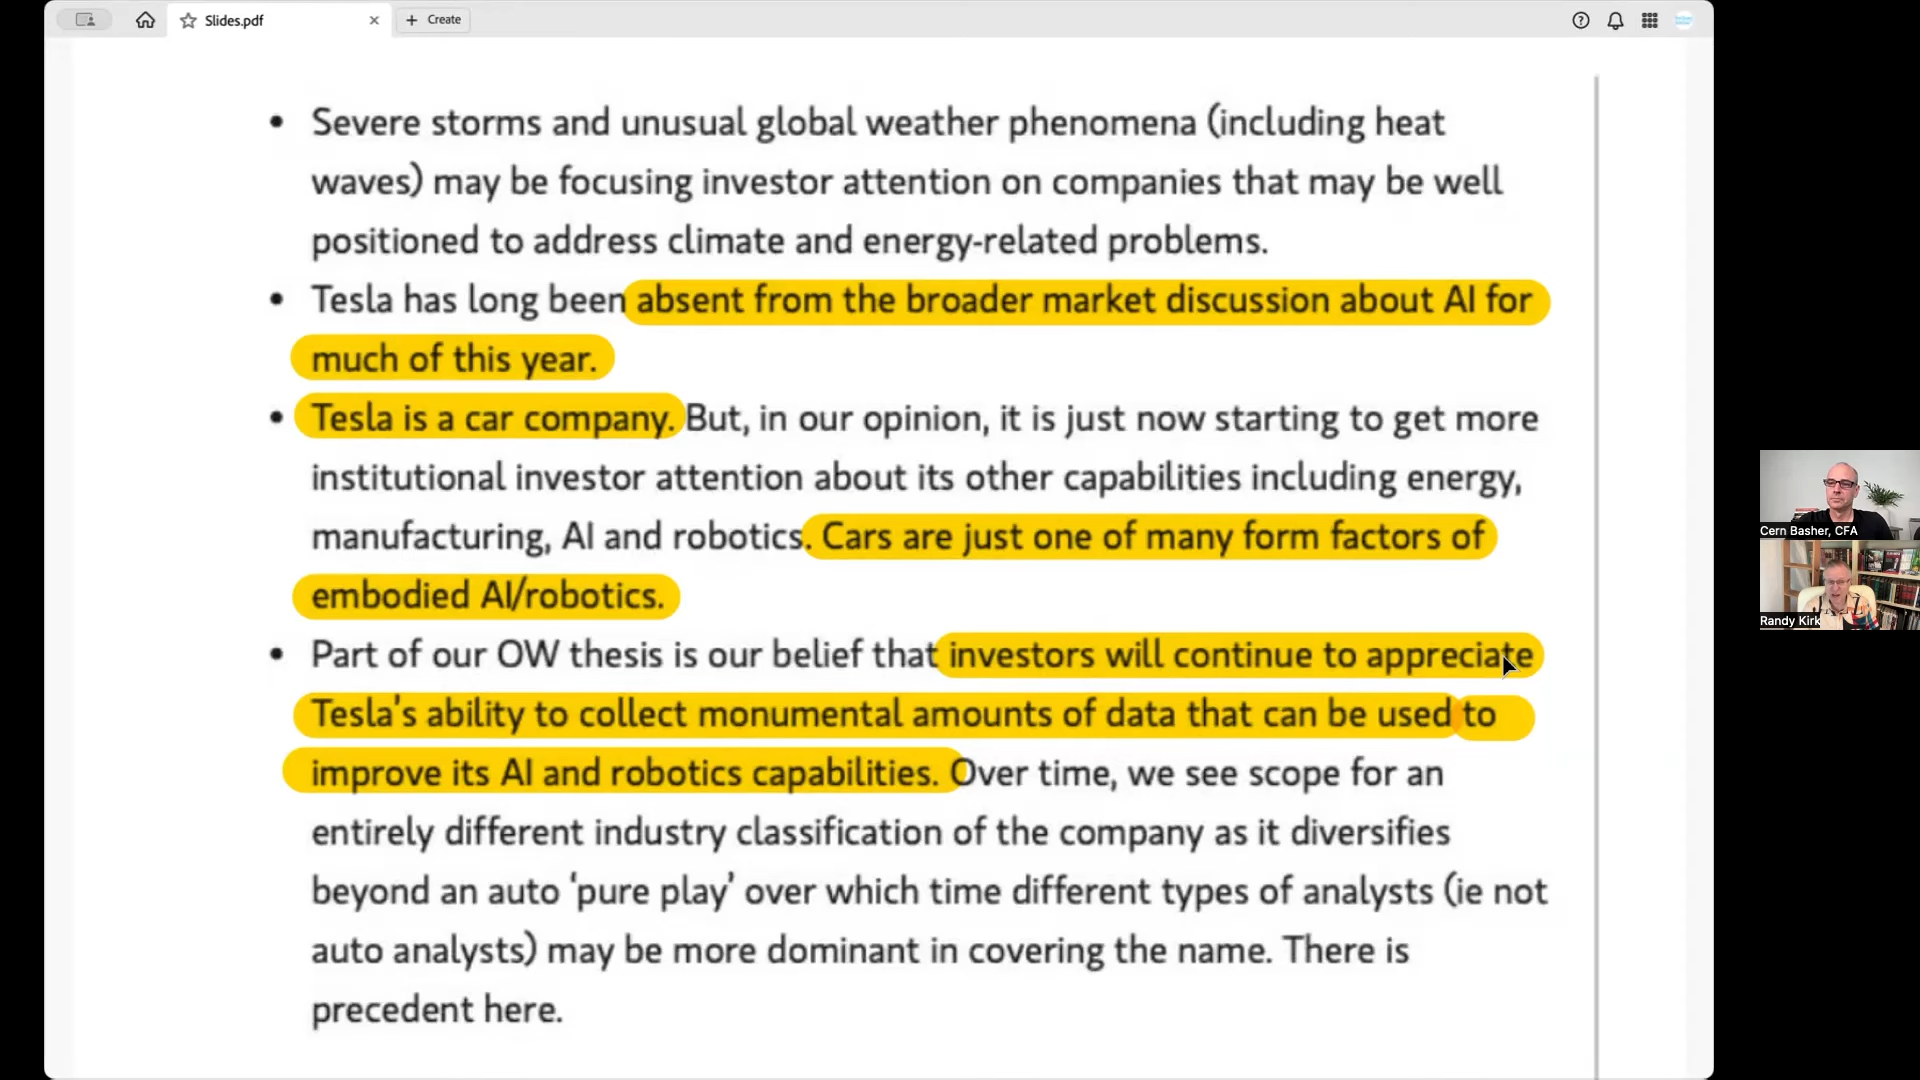 Slides.pdf
Create
• Severe storms and unusual global weather phenomena (including heat
waves) may be focusing investor attention on companies that may be well
positioned to address climate and energy-related problems.
• Tesla has long been absent from the broader market discussion about AI for
much of this year.
• Tesla is a car company. But, in our opinion, it is just now starting to get more
institutional investor attention about its other capabilities including energy,
manufacturing, AI and robotics. Cars are just one of many form factors of
embodied AI/robotics.
• Part of our OW thesis is our belief that investors will continue to appreciate
Tesla's ability to collect monumental amounts of data that can be used to
improve its AI and robotics capabilities. Over time, we see scope for an
entirely different industry classification of the company as it diversifies
beyond an auto 'pure play' over which time different types of analysts (ie not
auto analysts) may be more dominant in covering the name. There is
precedent here.
Cern Basher, CFA
Randy Kirk